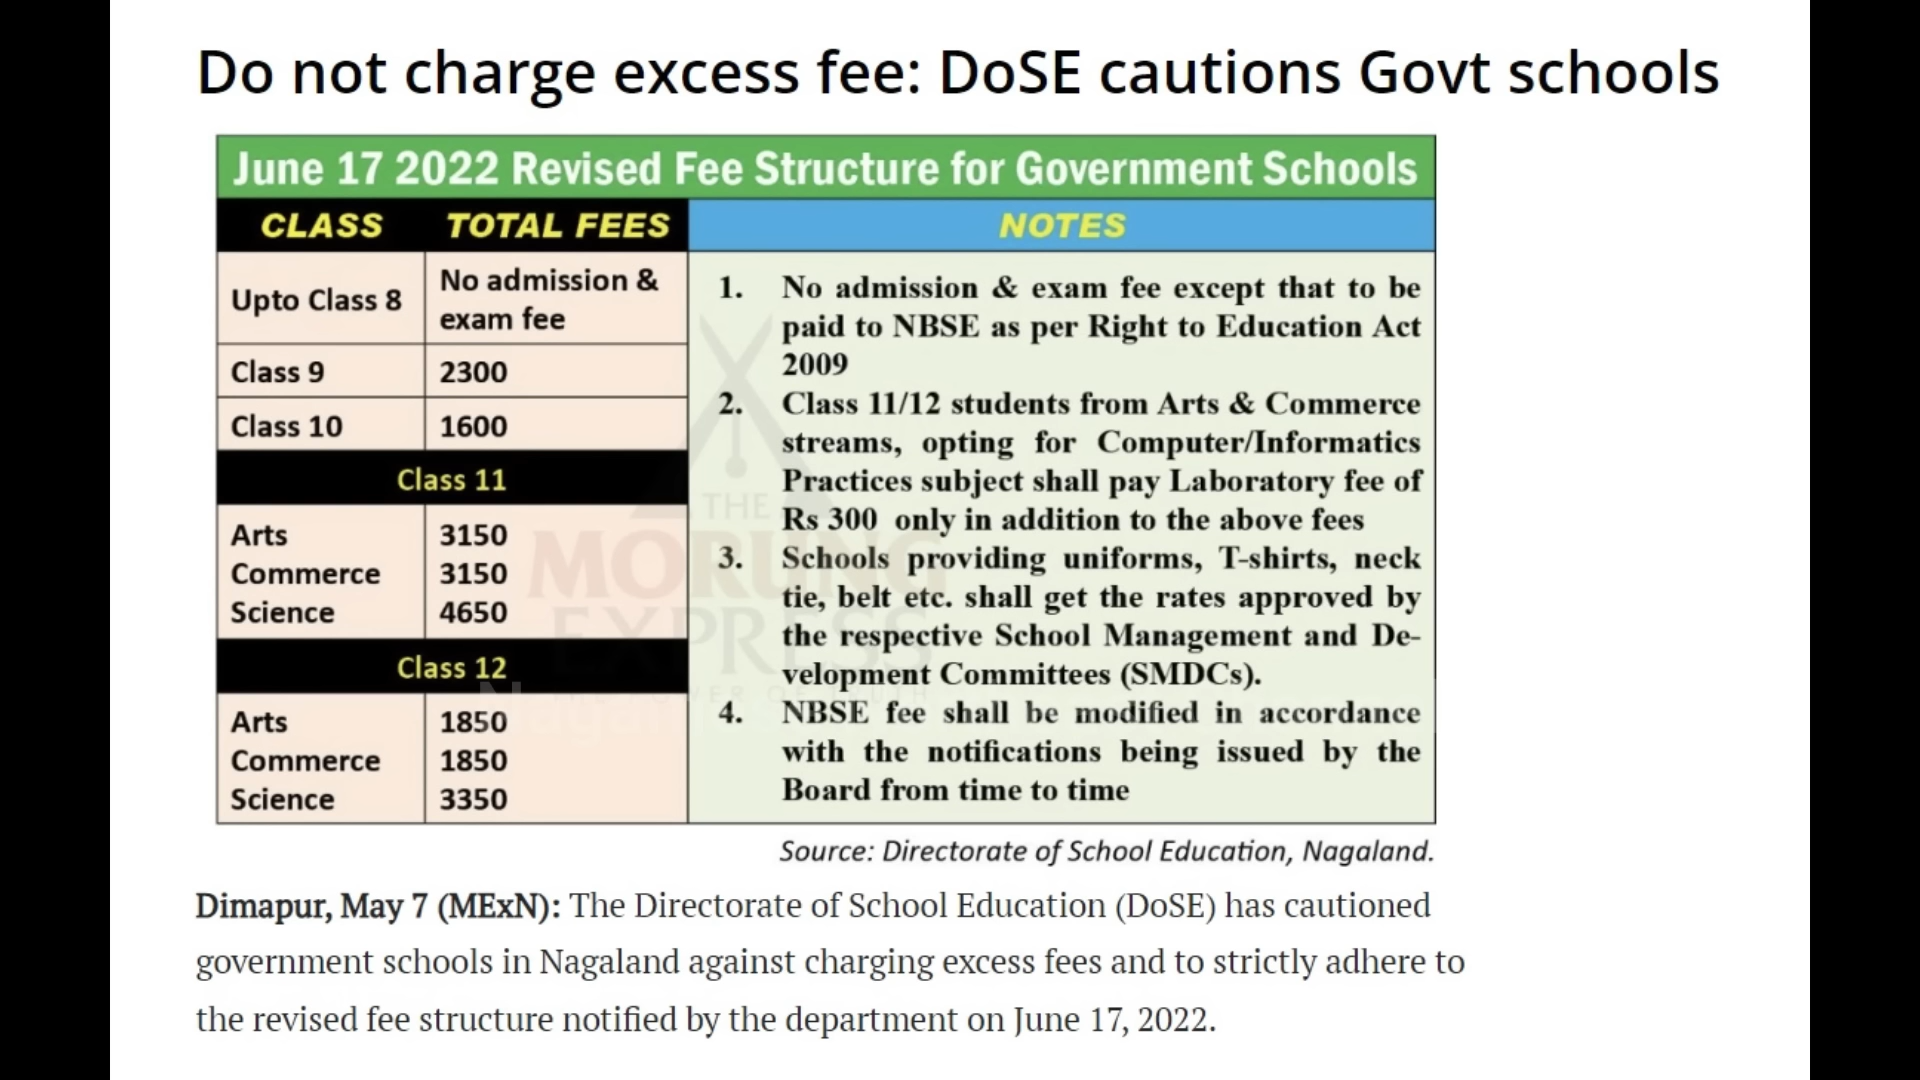 Do not charge excess fee: DoSE cautions Govt schools
June 17 2022 Revised Fee Structure for Government Schools
CLASS TOTAL FEES NOTES
Upto Class 8 No admission &
exam fee
Class 9 2300
Class 10 1600
Class 11
Arts 3150
Commerce 3150
Science 4650
Class 12
Arts 1850
Commerce 1850
Science 3350
1. No admission & exam fee except that to be
paid to NBSE as per Right to Education Act
2009
2. Class 11/12 students from Arts & Commerce
streams, opting for Computer/Informatics
Practices subject shall pay Laboratory fee of
Rs 300 only in addition to the above fees
3. Schools providing uniforms, T-shirts, neck
tie, belt etc. shall get the rates approved by
the respective School Management and De-
velopment Committees (SMDCs).
4. NBSE fee shall be modified in accordance
with the notifications being issued by the
Board from time to time
THE
MORUNG
EXPRESS
Source: Directorate of School Education, Nagaland.
Dimapur, May 7 (MExN): The Directorate of School Education (DoSE) has cautioned
government schools in Nagaland against charging excess fees and to strictly adhere to
the revised fee structure notified by the department on June 17, 2022.